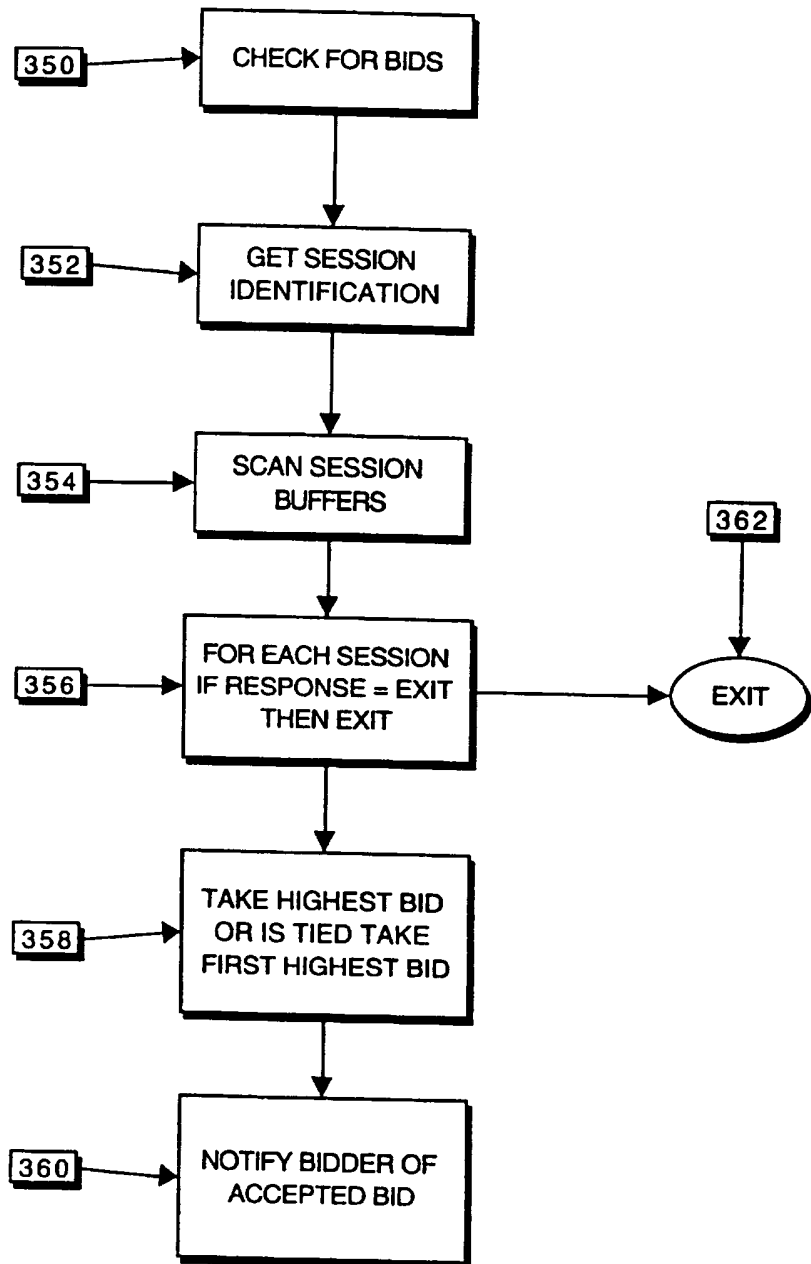 350
CHECK FOR BIDS
352
GET SESSION
IDENTIFICATION
354
SCAN SESSION
BUFFERS
362
356
FOR EACH SESSION
IF RESPONSE = EXIT
THEN EXIT
EXIT
358
TAKE HIGHEST BID
OR IS TIED TAKE
FIRST HIGHEST BID
360
NOTIFY BIDDER OF
ACCEPTED BID